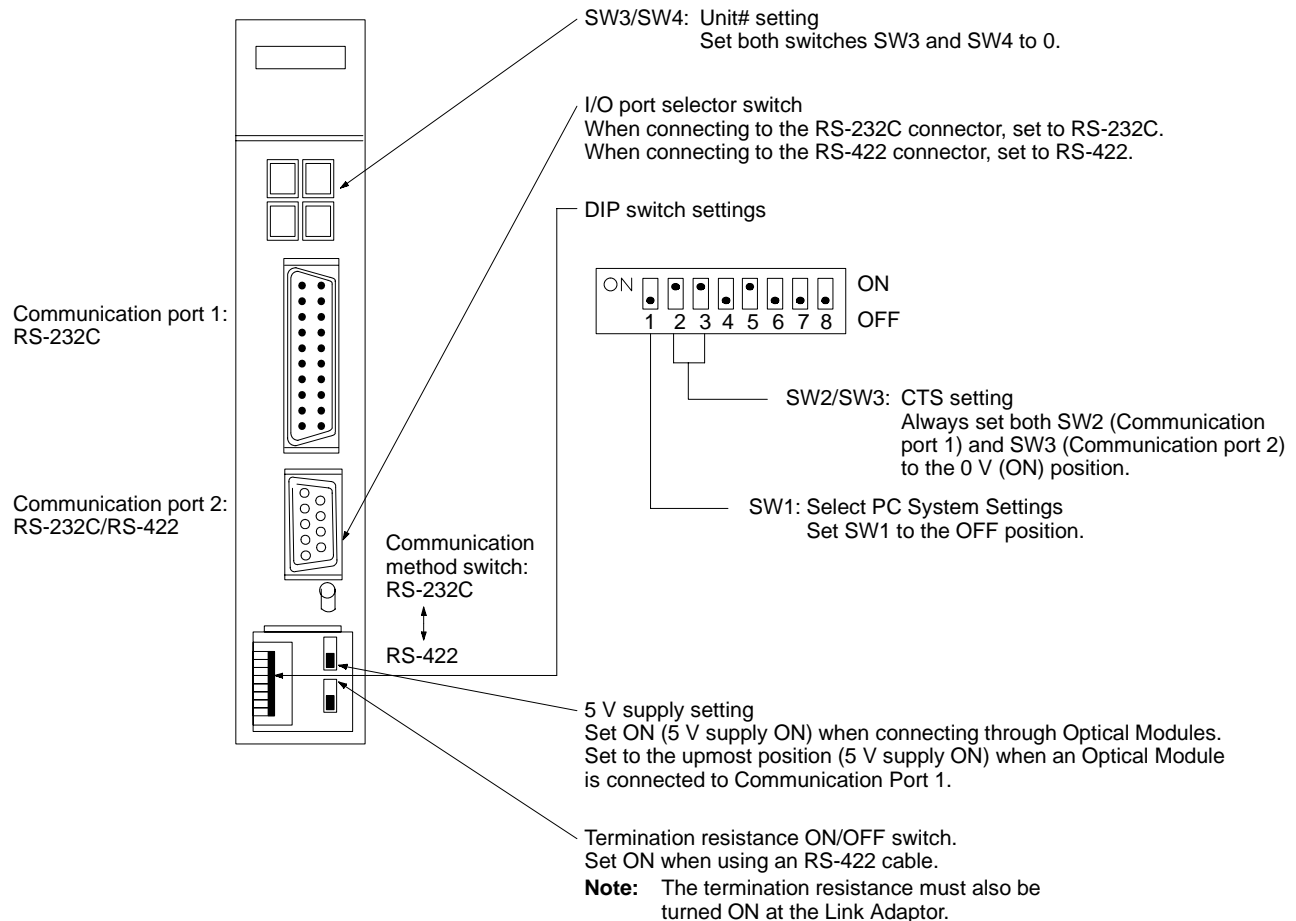 SW3/SW4: Unit# setting
Set both switches SW3 and SW4 to 0.
I/O port selector switch
When connecting to the RS-232C connector, set to RS-232C.
When connecting to the RS-422 connector, set to RS-422.
DIP switch settings
ON
ON
1 2 3 4 5 6 7 8
OFF
Communication port 1:
RS-232C
SW2/SW3: CTS setting
Always set both SW2 (Communication
port 1) and SW3 (Communication port 2)
to the 0 V (ON) position.
SW1: Select PC System Settings
Set SW1 to the OFF position.
Communication port 2:
RS-232C/RS-422
Communication
method switch:
RS-232C
RS-422
5 V supply setting
Set ON (5 V supply ON) when connecting through Optical Modules.
Set to the upmost position (5 V supply ON) when an Optical Module
is connected to Communication Port 1.
Termination resistance ON/OFF switch.
Set ON when using an RS-422 cable.
Note: The termination resistance must also be
turned ON at the Link Adaptor.